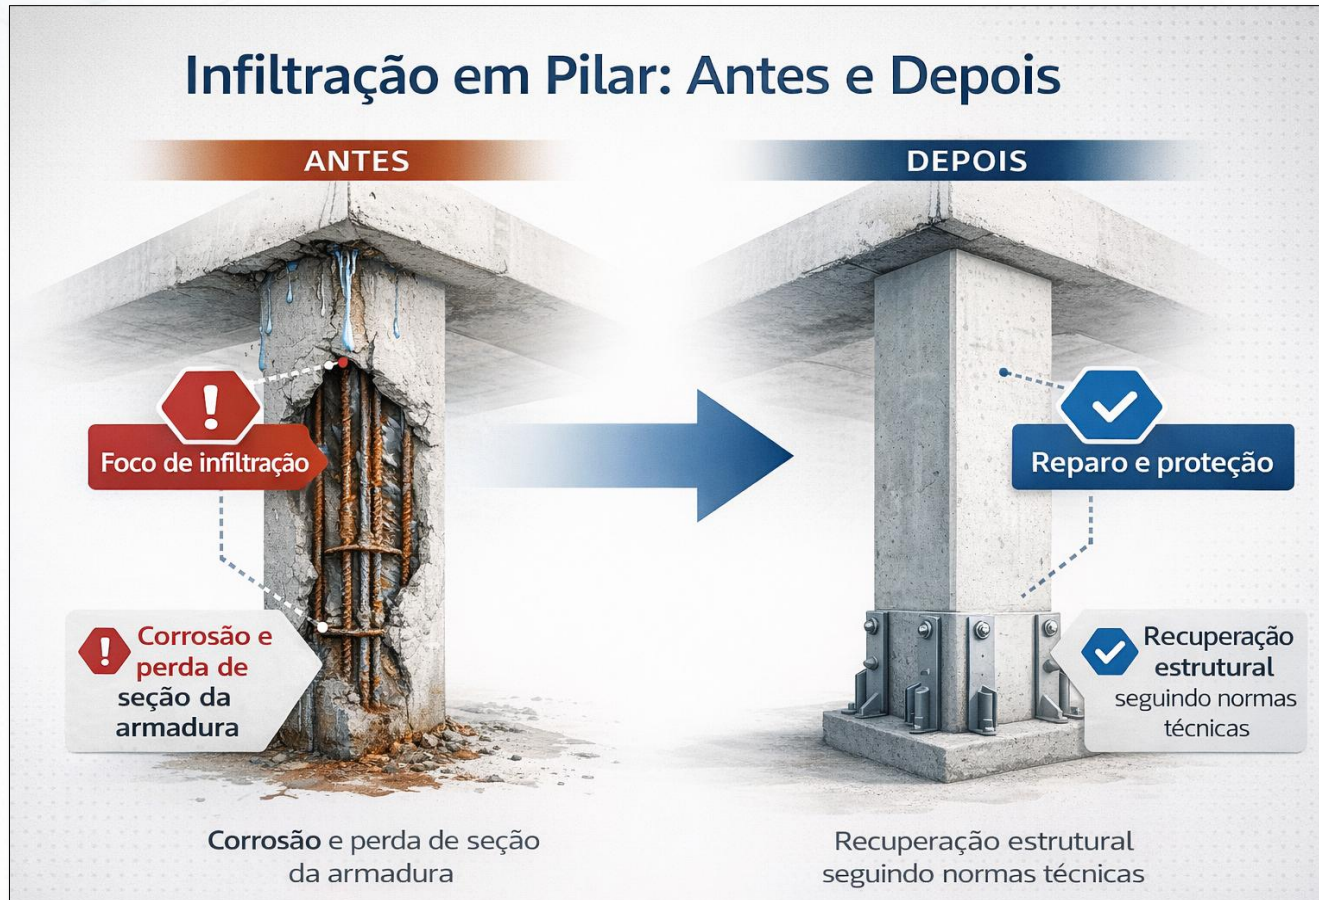 Infiltração em Pilar: Antes e Depois
ANTES
DEPOIS
Foco de infiltração
Reparo e proteção
Corrosão e
perda de
seção da
armadura
Recuperação
estrutural
seguindo normas
técnicas
Corrosão e perda de seção
da armadura
Recuperação estrutural
seguindo normas técnicas